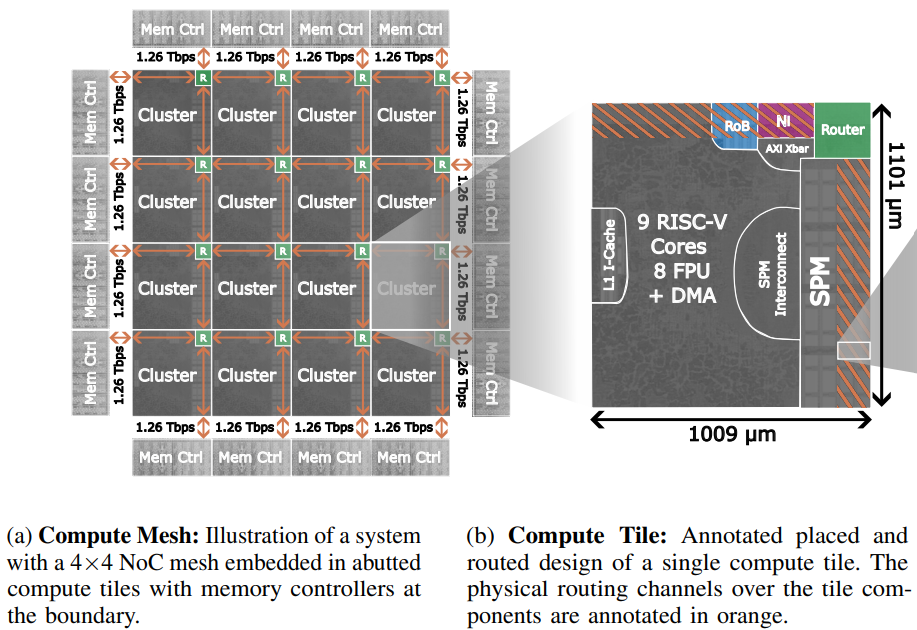 Mem Ctrl Mem Ctrl Mem Ctrl Mem Ctrl
1.26 Tbps 1.26 Tbps 1.26 Tbps 1.26 Tbps
Mem Ctrl 1.26 Tbps R R R R 1.26 Tbps Mem Ctrl
Cluster Cluster Cluster Cluster
Mem Ctrl 1.26 Tbps R R R R 1.26 Tbps Mem Ctrl
Cluster Cluster Cluster Cluster
Mem Ctrl 1.26 Tbps R R R R 1.26 Tbps Mem Ctrl
Cluster Cluster Cluster Cluster
Mem Ctrl 1.26 Tbps R R R R 1.26 Tbps Mem Ctrl
Cluster Cluster Cluster Cluster
1.26 Tbps 1.26 Tbps 1.26 Tbps 1.26 Tbps
Mem Ctrl Mem Ctrl Mem Ctrl Mem Ctrl
RoB NI Router
AXI Xbar
L1 I-Cache
9 RISC-V
Cores
8 FPU
+ DMA
SPM
Interconnect
SPM
1101 μm
1009 μm
(a) Compute Mesh: Illustration of a system
with a 4×4 NoC mesh embedded in abutted
compute tiles with memory controllers at
the boundary.
(b) Compute Tile: Annotated placed and
routed design of a single compute tile. The
physical routing channels over the tile com-
ponents are annotated in orange.